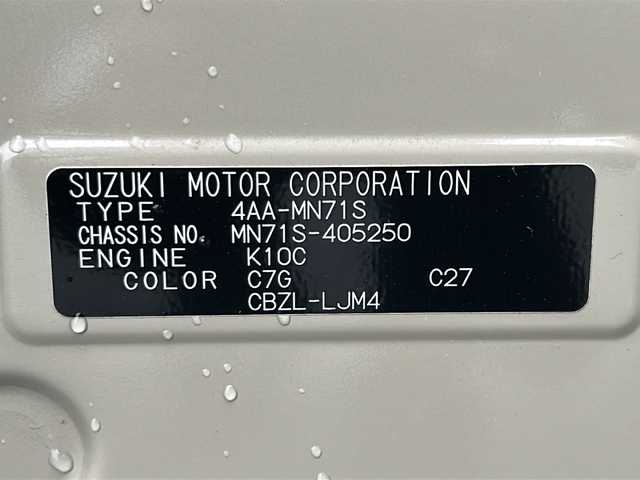 SUZUKI MOTOR CORPORATION
TYPE 4AA-MN71S
CHASSIS NO. MN71S-405250
ENGINE K10C
COLOR C7G C27
CBZL-LJM4